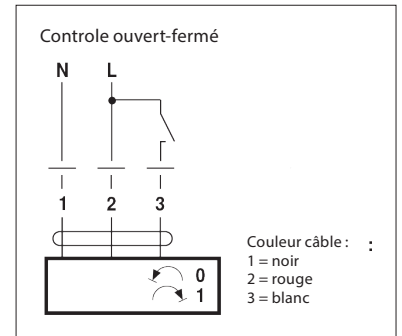 Controle ouvert-fermé
N L
1 2 3
0
1
Couleur câble : :
1 = noir
2 = rouge
3 = blanc